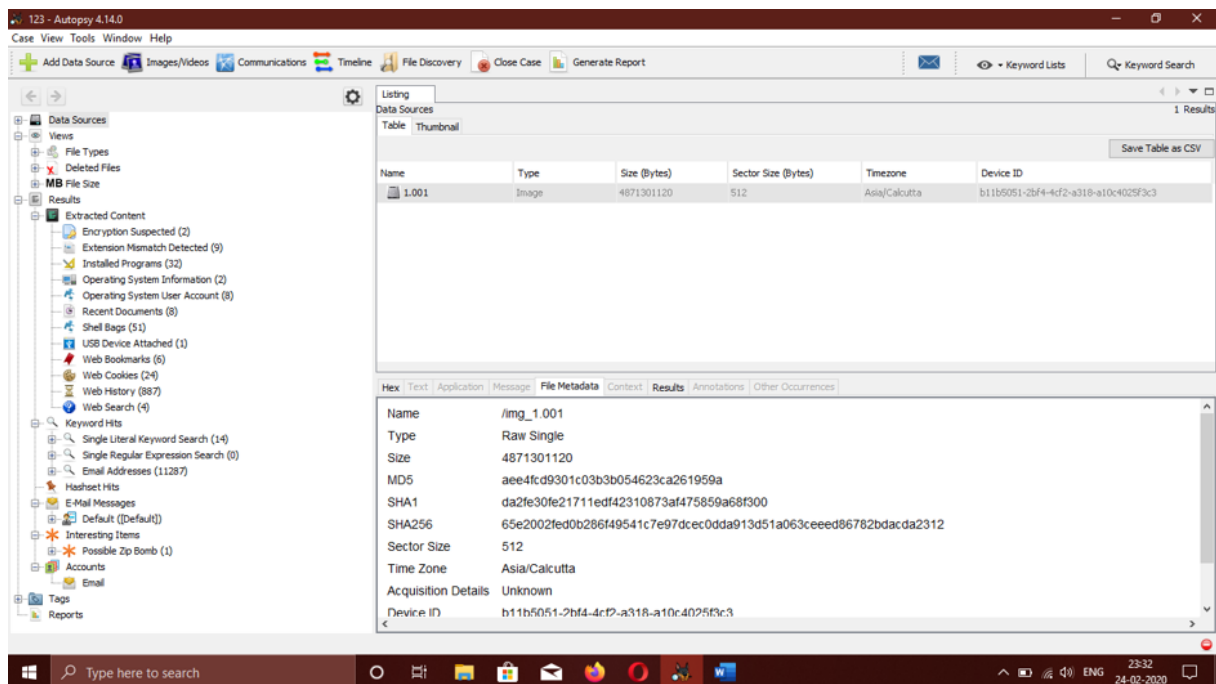 123 - Autopsy 4.14.0
Case View Tools Window Help
Add Data Source Images/Videos Communications Timeline File Discovery Close Case Generate Report Keyword Lists Keyword Search
Data Sources
Views
File Types
Deleted Files
MB File Size
Results
Extracted Content
Encryption Suspected (2)
Extension Mismatch Detected (9)
Installed Programs (32)
Operating System Information (2)
Operating System User Account (8)
Recent Documents (8)
Shell Bags (51)
USB Device Attached (1)
Web Bookmarks (6)
Web Cookies (24)
Web History (887)
Web Search (4)
Keyword Hits
Single Literal Keyword Search (14)
Single Regular Expression Search (0)
Email Addresses (11287)
Hashset Hits
E-Mail Messages
Default ([Default])
Interesting Items
Possible Zip Bomb (1)
Accounts
Email
Tags
Reports
Listing
Data Sources 1 Results
Table Thumbnail
Save Table as CSV
Name Type Size (Bytes) Sector Size (Bytes) Timezone Device ID
1.001 Image 4871301120 512 Asia/Calcutta b11b5051-2bf4-4cf2-a318-a10c4025f3c3
Hex Text Application Message File Metadata Context Results Annotations Other Occurrences
Name /img_1.001
Type Raw Single
Size 4871301120
MD5 aee4fcd9301c03b3b054623ca261959a
SHA1 da2fe30fe21711edf42310873af475859a68f300
SHA256 65e2002fed0b286f49541c7e97dcec0dda913d51a063ceeed86782bdacda2312
Sector Size 512
Time Zone Asia/Calcutta
Acquisition Details Unknown
Device ID b11b5051-2bf4-4cf2-a318-a10c4025f3c3
Type here to search
ENG
23:32
24-02-2020